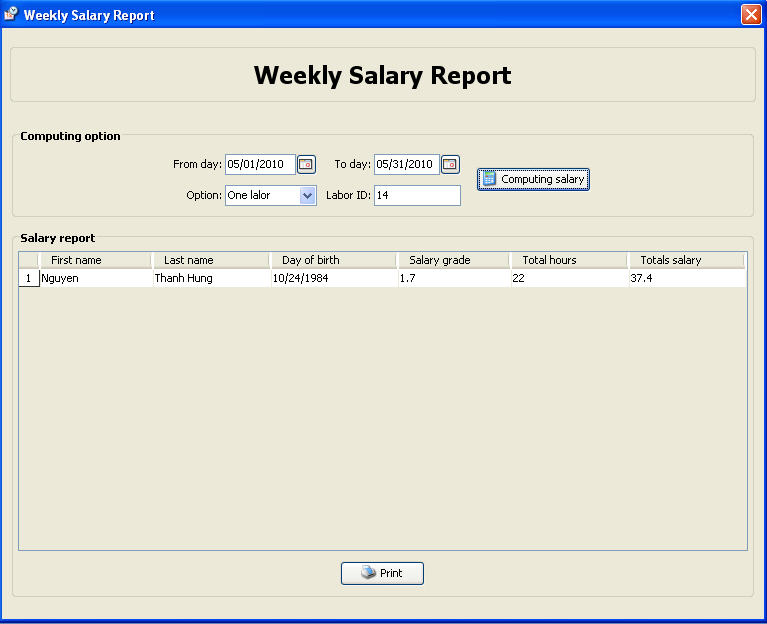 Weekly Salary Report
Weekly Salary Report
Computing option
From day: 05/01/2010 To day: 05/31/2010
Computing salary
Option: One lalor Labor ID: 14
Salary report
First name Last name Day of birth Salary grade Total hours Totals salary
1 Nguyen Thanh Hung 10/24/1984 1.7 22 37.4
Print